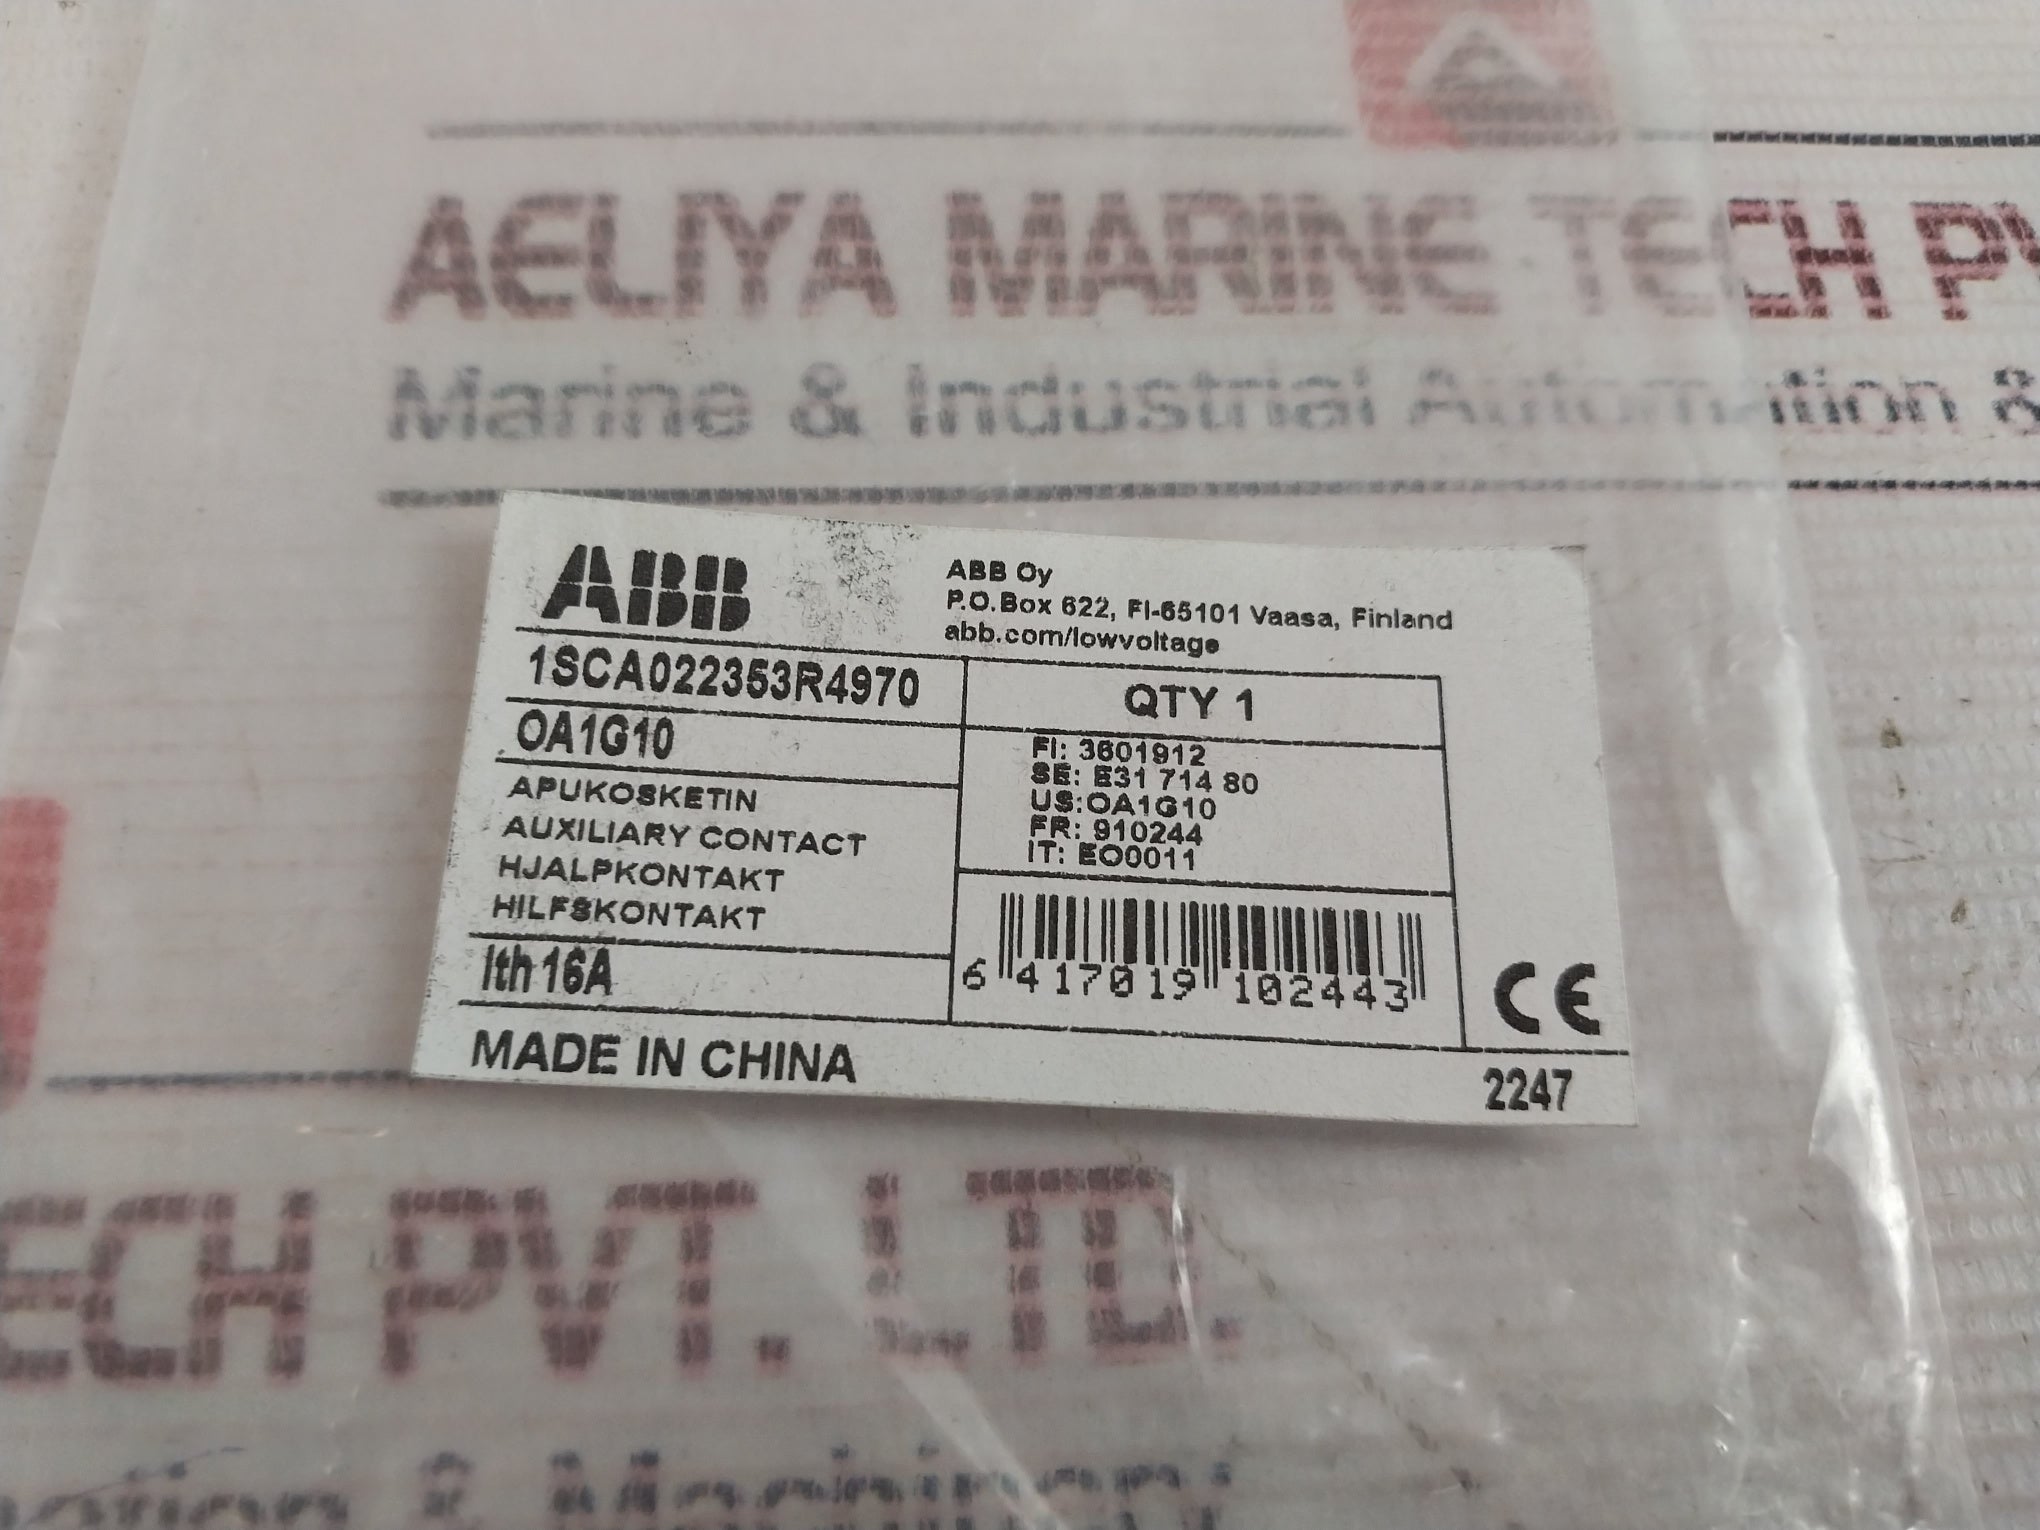 AELIYA MARINE TECH PV
Marine & Industrial Automation &
ABB
ABB Oy
P.O.Box 622, FI-65101 Vaasa, Finland
abb.com/lowvoltage
1SCA022353R4970
QTY 1
OA1G10
FI: 3601912
SE: E31 714 80
US:OA1G10
FR: 910244
IT: EO0011
APUKOSKETIN
AUXILIARY CONTACT
HJALPKONTAKT
HILFSKONTAKT
Ith 16A
6 417019 102443
CE
MADE IN CHINA
2247
ECH PVT. LTD.